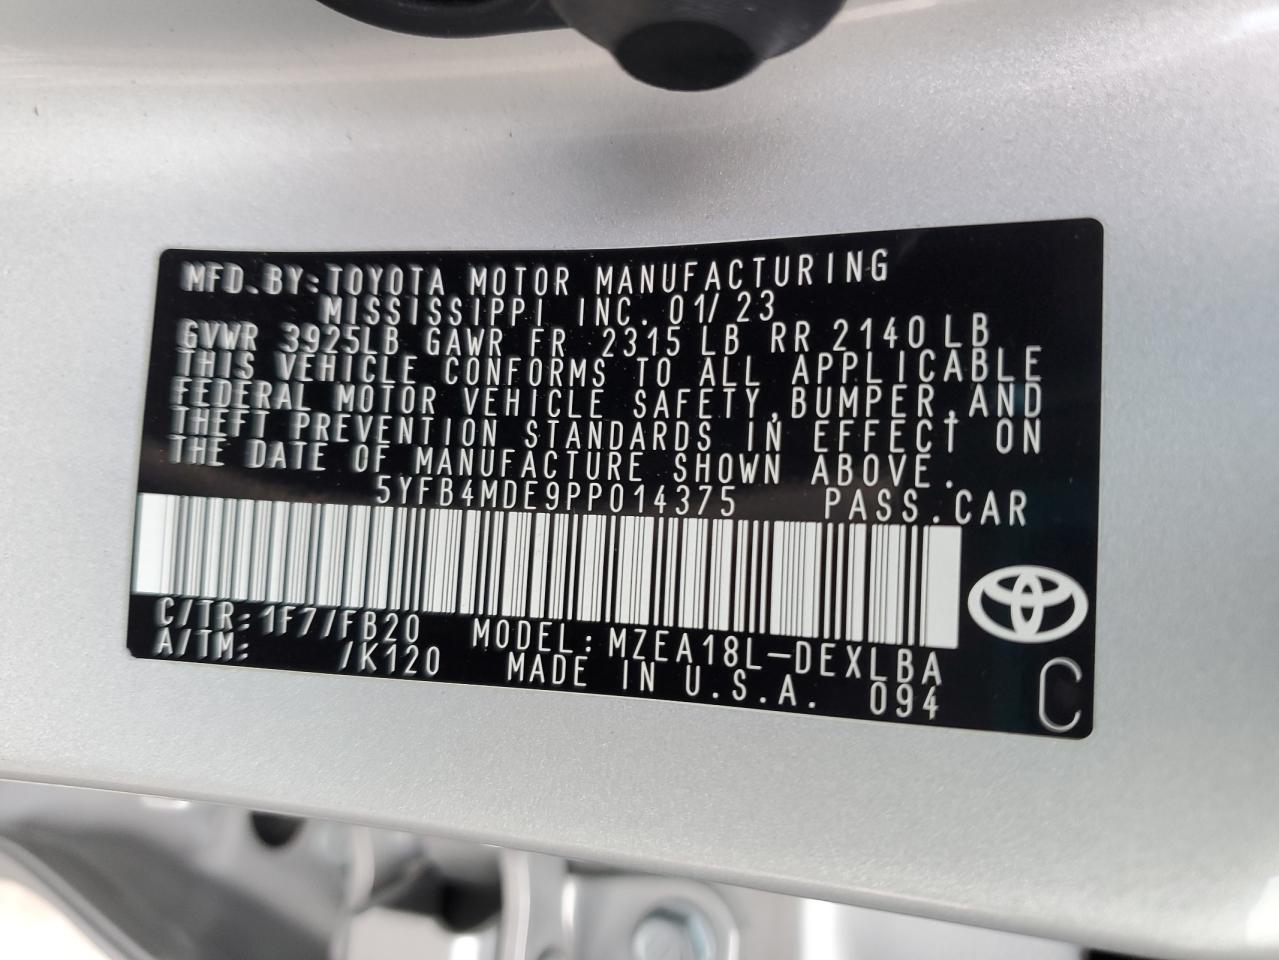 MFD. BY: TOYOTA MOTOR MANUFACTURING
MISSISSIPPI INC. 01/23
GVWR 3925LB GAWR FR 2315 LB RR 2140 LB
THIS VEHICLE CONFORMS TO ALL APPLICABLE
FEDERAL MOTOR VEHICLE SAFETY, BUMPER, AND
THEFT PREVENTION STANDARDS IN EFFECT ON
THE DATE OF MANUFACTURE SHOWN ABOVE.
5YFB4MDE9PP014375 PASS. CAR
C/TR: 1F7/FB20 MODEL: MZEA18L-DEXLBA
A/TM: /K120 MADE IN U.S.A. 094
C